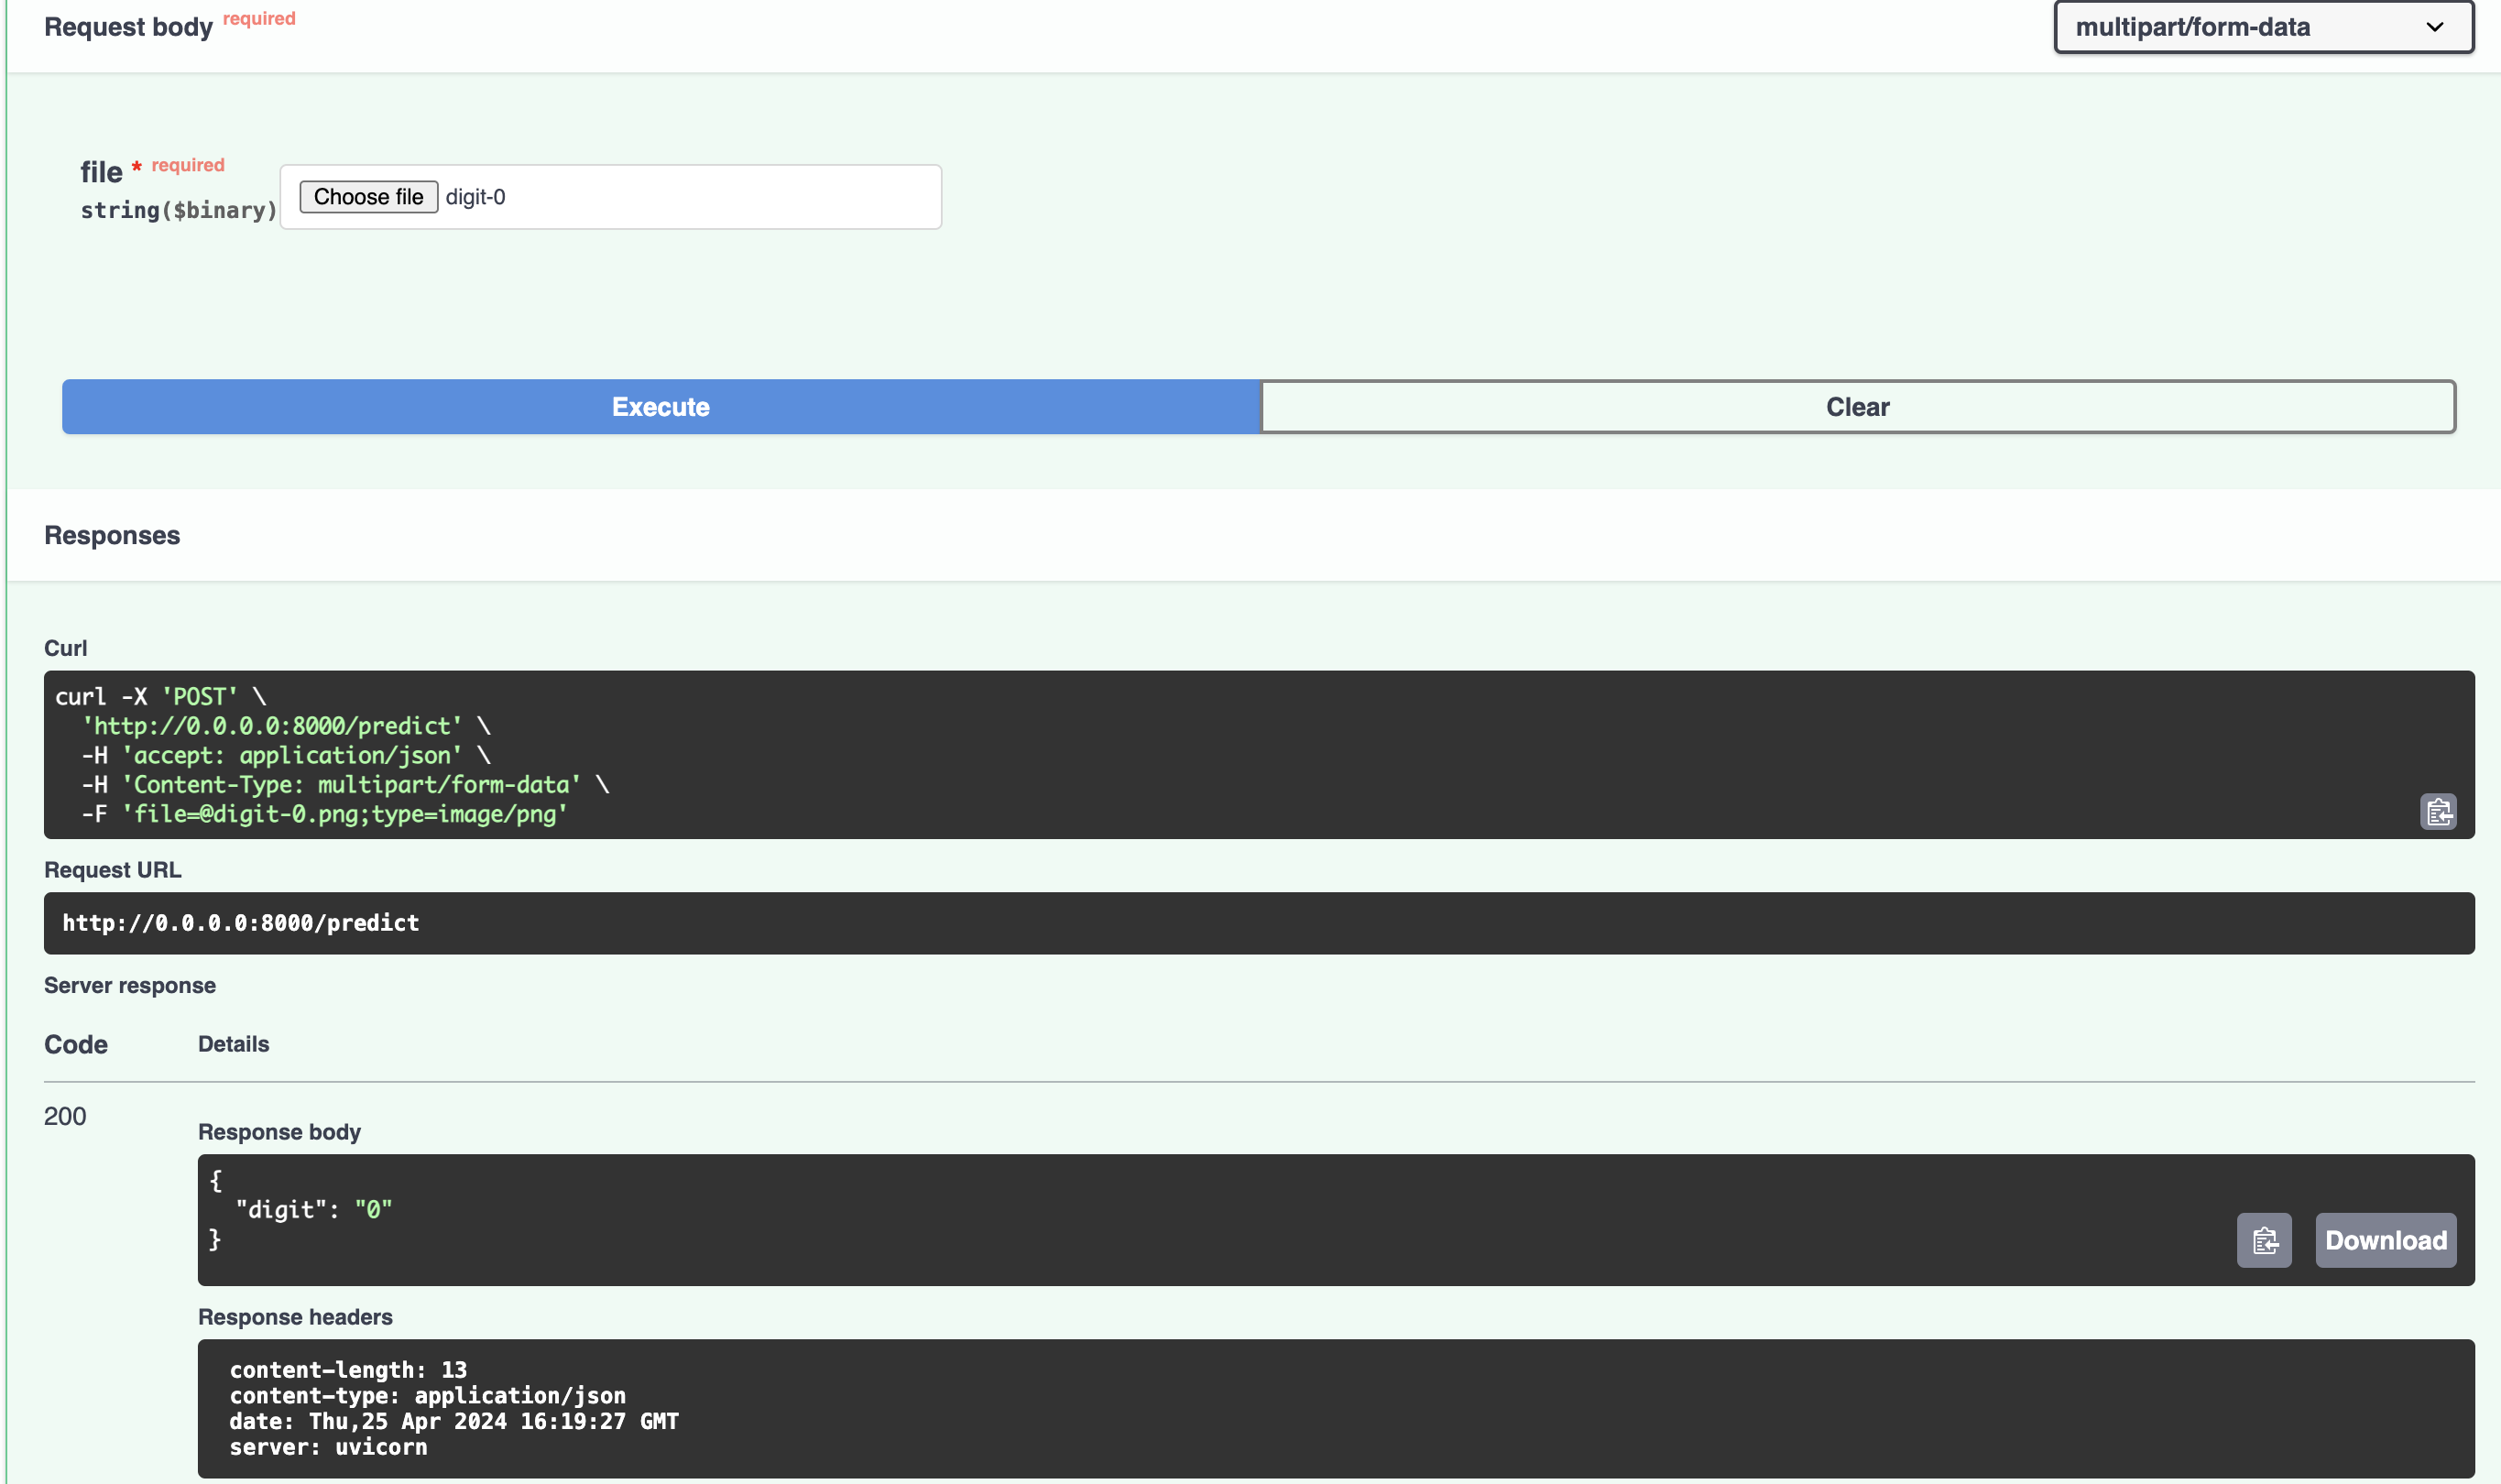 Request body required
multipart/form-data
file * required
string($binary)
Choose file digit-0
Execute
Clear
Responses
Curl
curl -X 'POST' \
'http://0.0.0.0:8000/predict' \
-H 'accept: application/json' \
-H 'Content-Type: multipart/form-data' \
-F 'file=@digit-0.png;type=image/png'
Request URL
http://0.0.0.0:8000/predict
Server response
Code Details
200
Response body
{
"digit": "0"
}
Download
Response headers
content-length: 13
content-type: application/json
date: Thu,25 Apr 2024 16:19:27 GMT
server: uvicorn